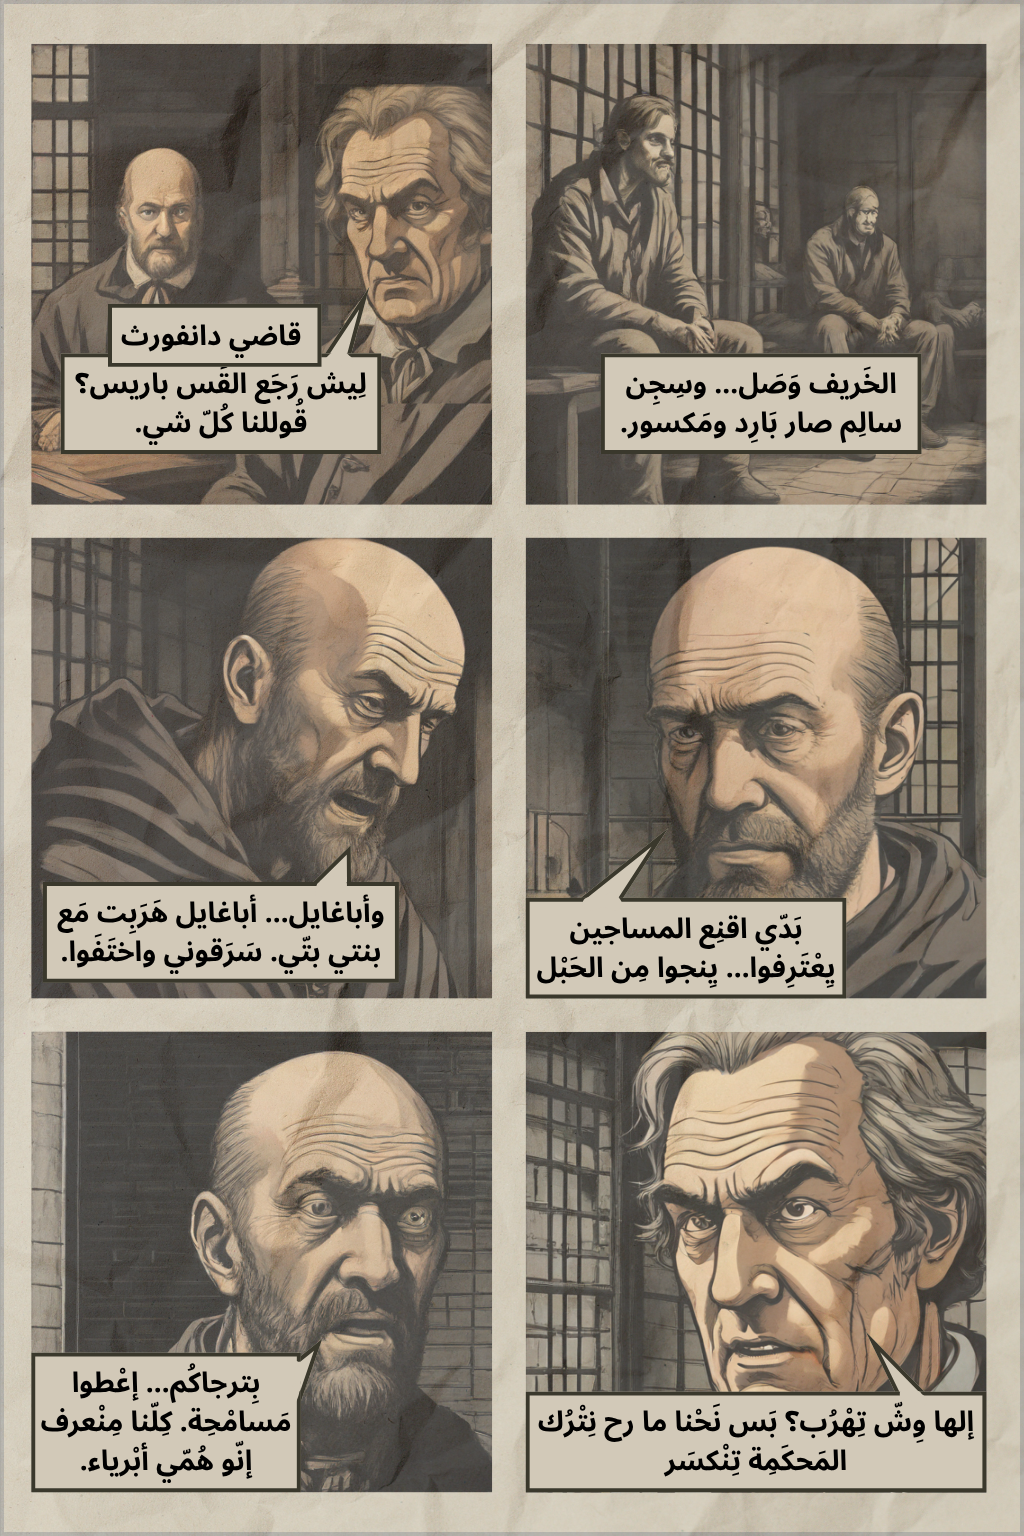 الخَريف وَصَل... وسِجِن
سالِم صار بَارِد ومَكسور.
قاضي دانفورث
لِيش رَجَع القَس باريس؟
قُوللنا كُلّ شي.
بَدّي اقنِع المساجين
يِعْتَرِفوا... يِنجوا مِن الحَبْل
وأباغايل... أباغايل هَرَبِت مَع
بنتي بتّي. سَرَقوني واختَفَوا.
إلها وِشّ تِهْرُب؟ بَس نَحْنا ما رح نِتْرُك
المَحكَمِة تِنْكسَر
بِترجاكُم... إعْطوا
مَسامْحِة. كِلّنا مِنْعرف
إنّو هُمّي أبْرياء.